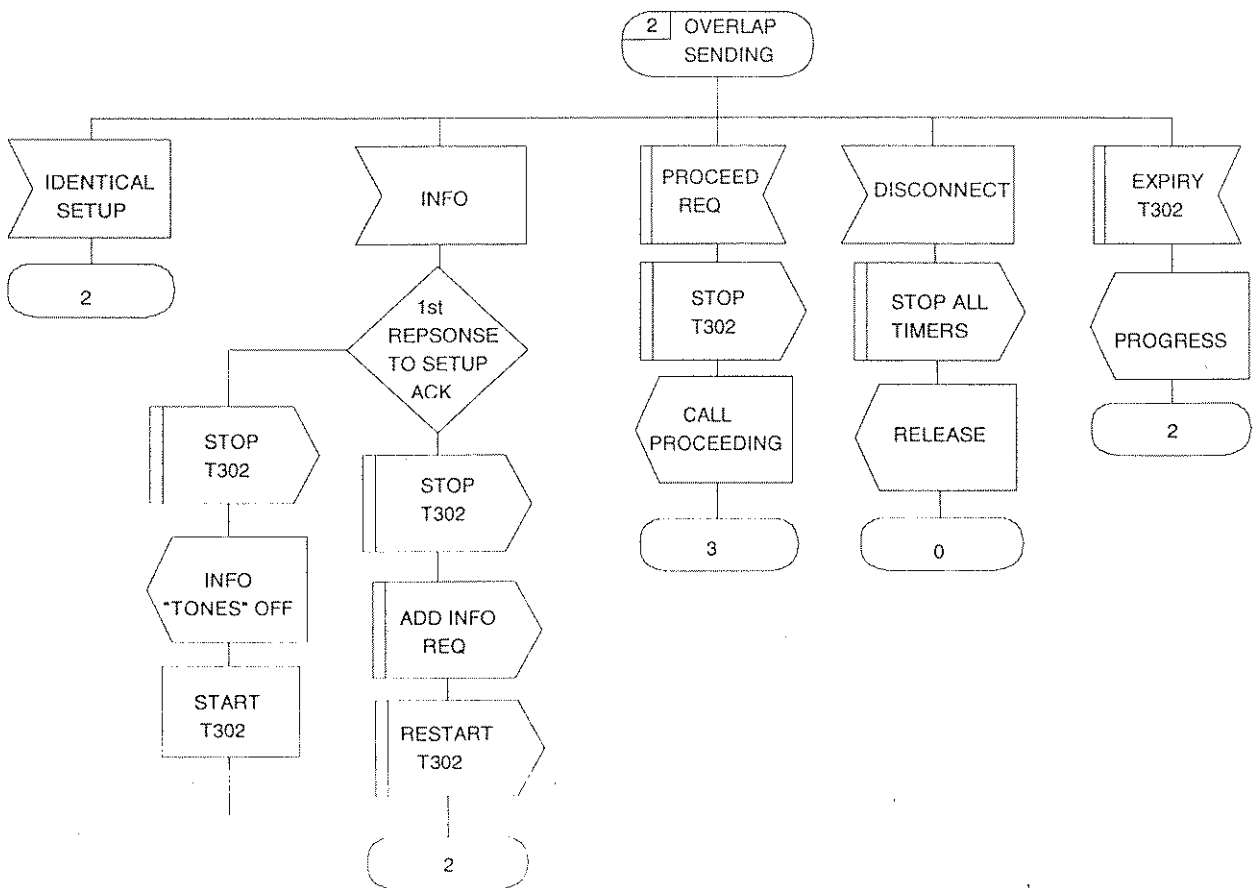 2 OVERLAP
SENDING
IDENTICAL
SETUP
2
INFO
1st
REPSONSE
TO SETUP
ACK
STOP
T302
INFO
"TONES" OFF
START
T302
STOP
T302
ADD INFO
REQ
RESTART
T302
2
PROCEED
REQ
STOP
T302
CALL
PROCEEDING
3
DISCONNECT
STOP ALL
TIMERS
RELEASE
0
EXPIRY
T302
PROGRESS
2